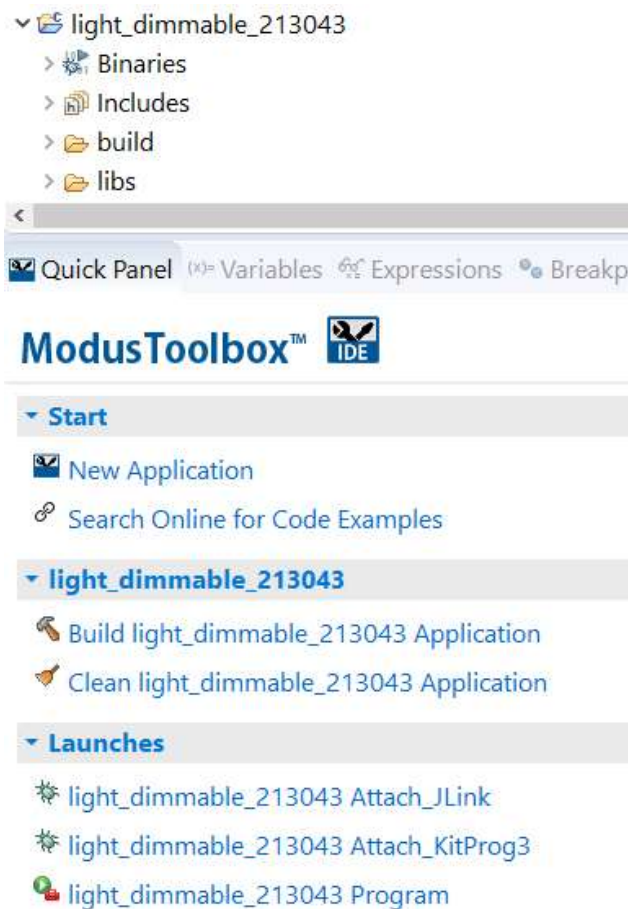 light_dimmable_213043
Binaries
Includes
build
libs
Quick Panel (x)= Variables Expressions Breakp
ModusToolbox™ IDE
Start
New Application
Search Online for Code Examples
light_dimmable_213043
Build light_dimmable_213043 Application
Clean light_dimmable_213043 Application
Launches
light_dimmable_213043 Attach_JLink
light_dimmable_213043 Attach_KitProg3
light_dimmable_213043 Program